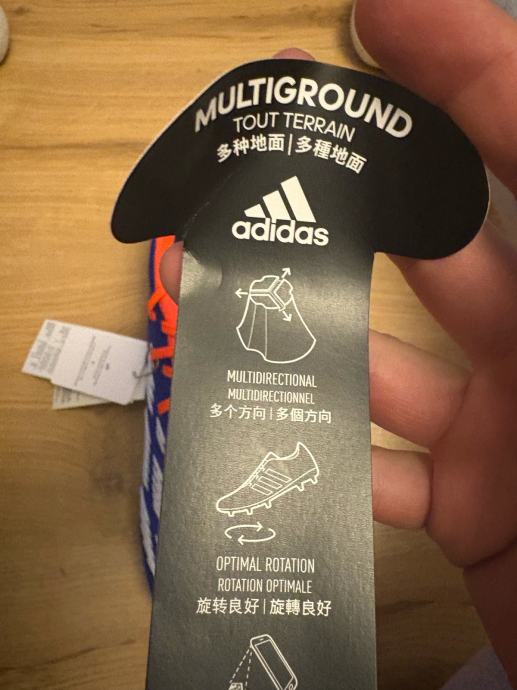 MULTIGROUND
TOUT TERRAIN
多种地面|多種地面
adidas
MULTIDIRECTIONAL
MULTIDIRECTIONNEL
多个方向|多個方向
OPTIMAL ROTATION
ROTATION OPTIMALE
旋转良好|旋轉良好